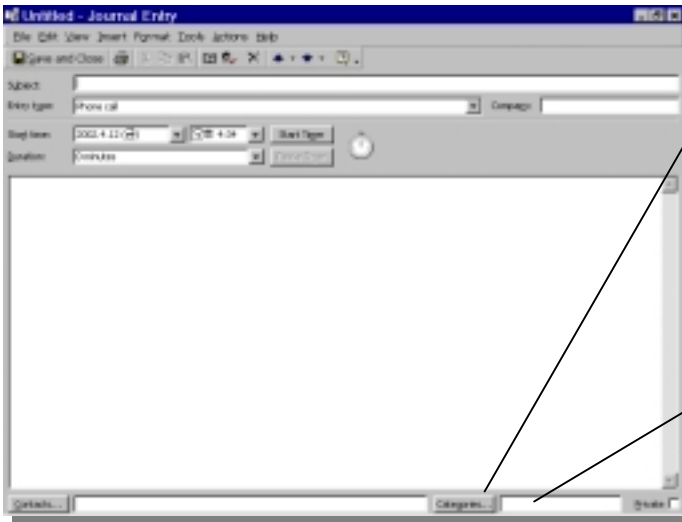 Untitled - Journal Entry
File Edit View Insert Format Tools Actions Help
Save and Close
Subject:
Entry type: Phone call Company:
Start time: Start Timer
Duration: 0 minutes Pause Timer
Contacts... Categories... Private